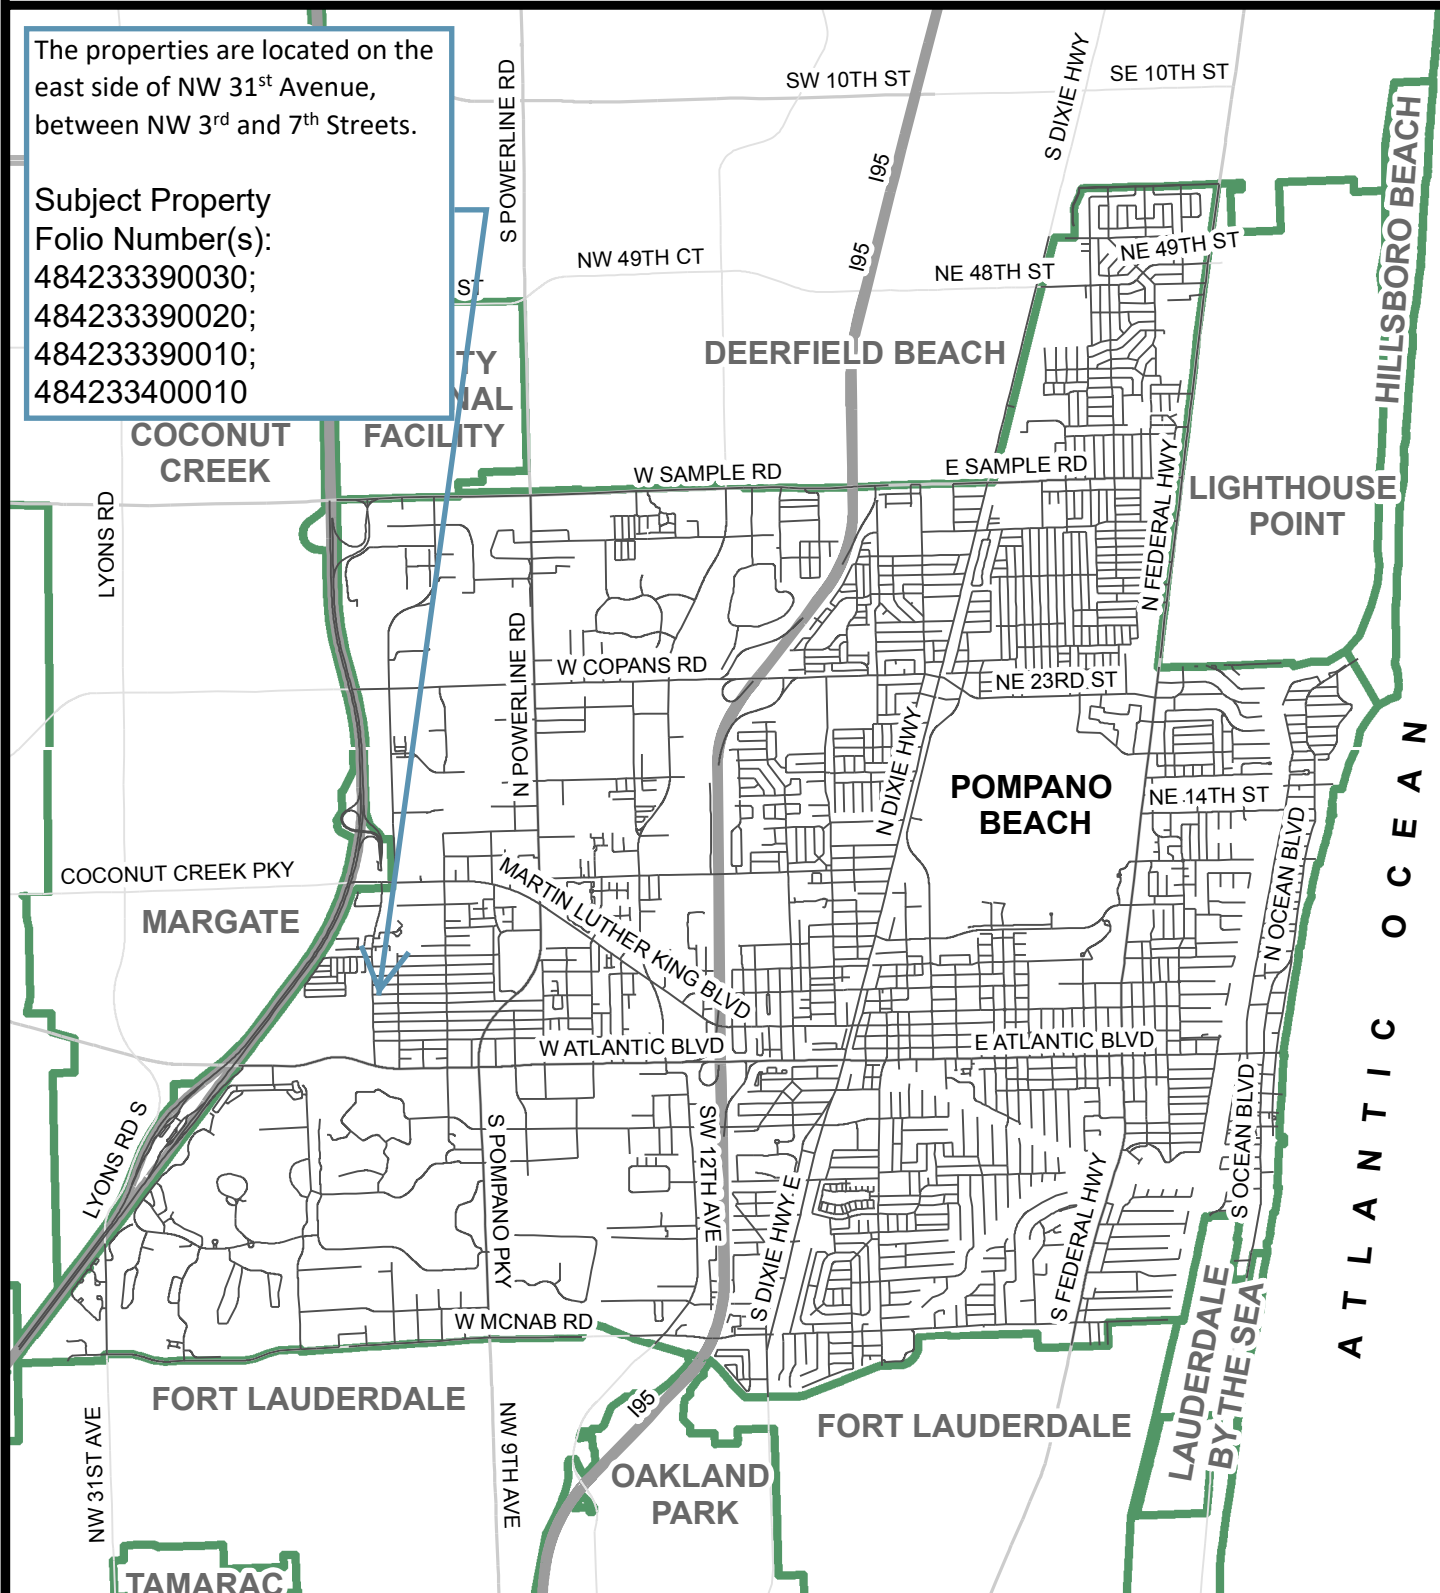 The properties are located on the
east side of NW 31st Avenue,
between NW 3rd and 7th Streets.
Subject Property
Folio Number(s):
484233390030;
484233390020;
484233390010;
484233400010
S POWERLINE RD
SW 10TH ST
SE 10TH ST
S DIXIE HWY
I95
I95
HILLSBORO BEACH
NW 49TH CT
NE 48TH ST
NE 49TH ST
ST
TY
NAL
FACILITY
DEERFIELD BEACH
COCONUT
CREEK
W SAMPLE RD
E SAMPLE RD
LYONS RD
N FEDERAL HWY
LIGHTHOUSE
POINT
N POWERLINE RD
W COPANS RD
NE 23RD ST
N DIXIE HWY
POMPANO
BEACH
NE 14TH ST
N OCEAN BLVD
ATLANTIC OCEAN
COCONUT CREEK PKY
MARGATE
MARTIN LUTHER KING BLVD
W ATLANTIC BLVD
E ATLANTIC BLVD
LYONS RD S
S POMPANO PKY
SW 12TH AVE
S DIXIE HWY E
S FEDERAL HWY
S OCEAN BLVD
W MCNAB RD
LAUDERDALE
BY THE SEA
FORT LAUDERDALE
I95
FORT LAUDERDALE
NW 31ST AVE
NW 9TH AVE
OAKLAND
PARK
TAMARAC